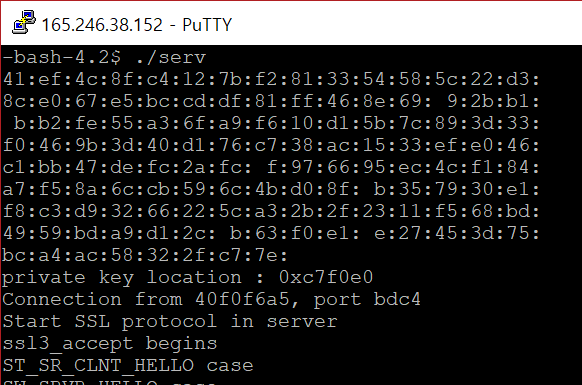 165.246.38.152 - PuTTY
-bash-4.2$ ./serv
41:ef:4c:8f:c4:12:7b:f2:81:33:54:58:5c:22:d3:
8c:e0:67:e5:bc:cd:df:81:ff:46:8e:69: 9:2b:b1:
 b:b2:fe:55:a3:6f:a9:f6:10:d1:5b:7c:89:3d:33:
f0:46:9b:3d:40:d1:76:c7:38:ac:15:33:ef:e0:46:
c1:bb:47:de:fc:2a:fc: f:97:66:95:ec:4c:f1:84:
a7:f5:8a:6c:cb:59:6c:4b:d0:8f: b:35:79:30:e1:
f8:c3:d9:32:66:22:5c:a3:2b:2f:23:11:f5:68:bd:
49:59:bd:a9:d1:2c: b:63:f0:e1: e:27:45:3d:75:
bc:a4:ac:58:32:2f:c7:7e:
private key location : 0xc7f0e0
Connection from 40f0f6a5, port bdc4
Start SSL protocol in server
ssl3_accept begins
ST_SR_CLNT_HELLO case